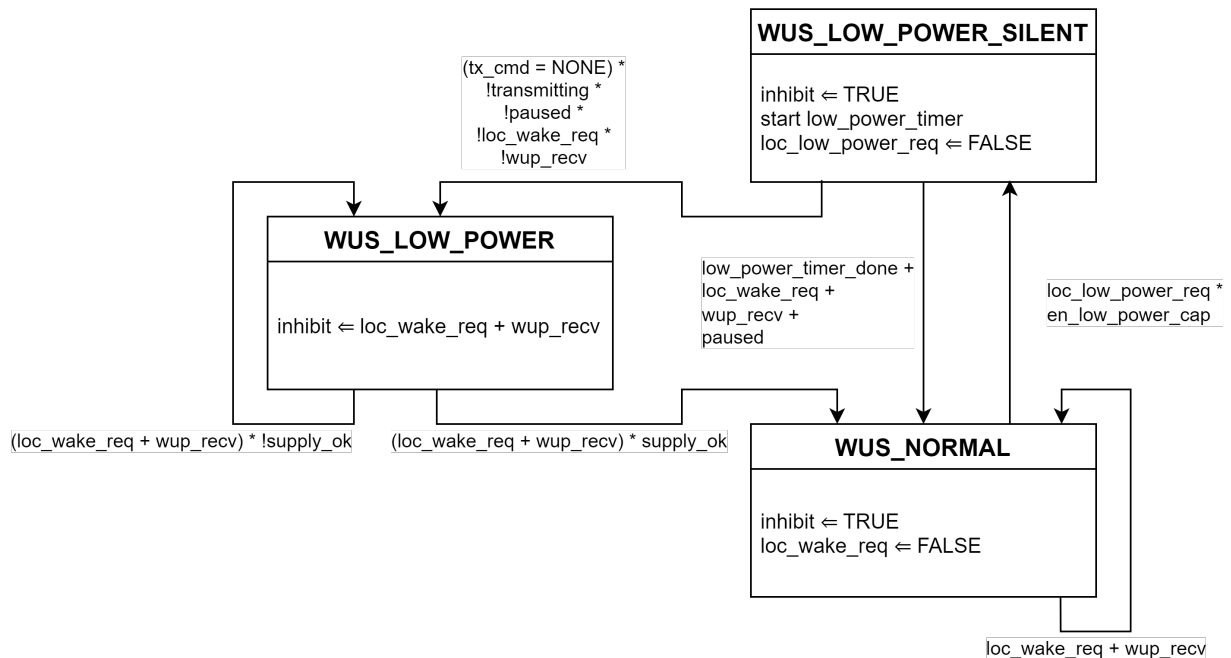 WUS_LOW_POWER_SILENT
inhibit ⇐ TRUE
start low_power_timer
loc_low_power_req ⇐ FALSE
(tx_cmd = NONE) *
!transmitting *
!paused *
!loc_wake_req *
!wup_recv
WUS_LOW_POWER
inhibit ⇐ loc_wake_req + wup_recv
low_power_timer_done +
loc_wake_req +
wup_recv +
paused
loc_low_power_req *
en_low_power_cap
(loc_wake_req + wup_recv) * !supply_ok
(loc_wake_req + wup_recv) * supply_ok
WUS_NORMAL
inhibit ⇐ TRUE
loc_wake_req ⇐ FALSE
loc_wake_req + wup_recv